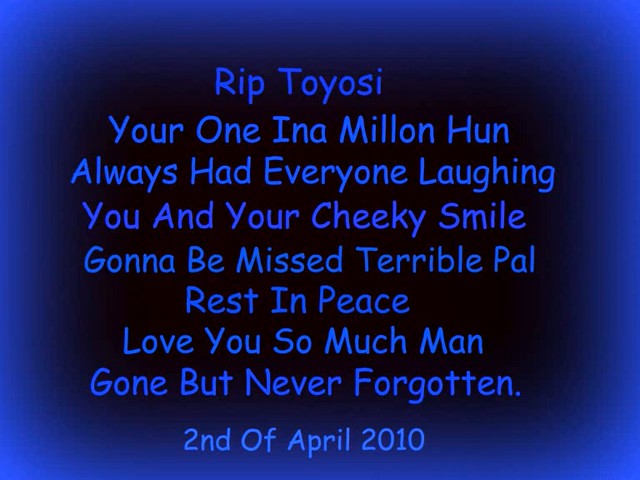 Rip Toyosi
Your One Ina Millon Hun
Always Had Everyone Laughing
You And Your Cheeky Smile
Gonna Be Missed Terrible Pal
Rest In Peace
Love You So Much Man
Gone But Never Forgotten.
2nd Of April 2010